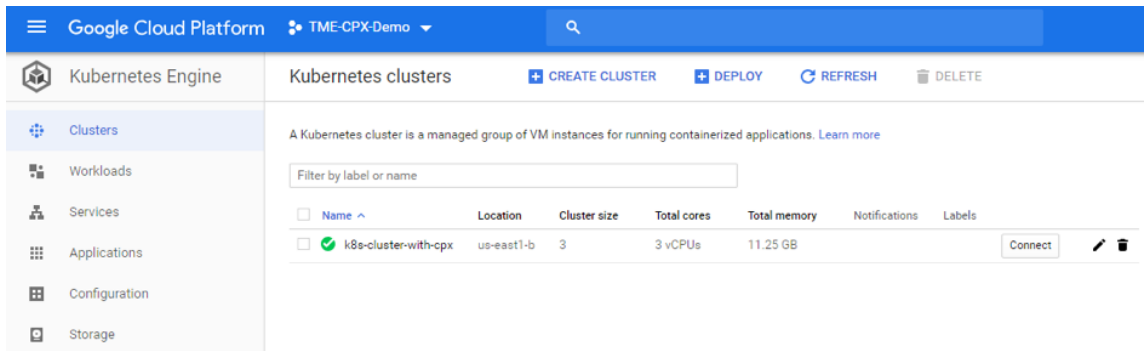 Google Cloud Platform TME-CPX-Demo
Kubernetes Engine
Kubernetes clusters CREATE CLUSTER DEPLOY REFRESH DELETE
Clusters
Workloads
Services
Applications
Configuration
Storage
A Kubernetes cluster is a managed group of VM instances for running containerized applications. Learn more
Filter by label or name
Name Location Cluster size Total cores Total memory Notifications Labels
k8s-cluster-with-cpx us-east1-b 3 3 vCPUs 11.25 GB Connect